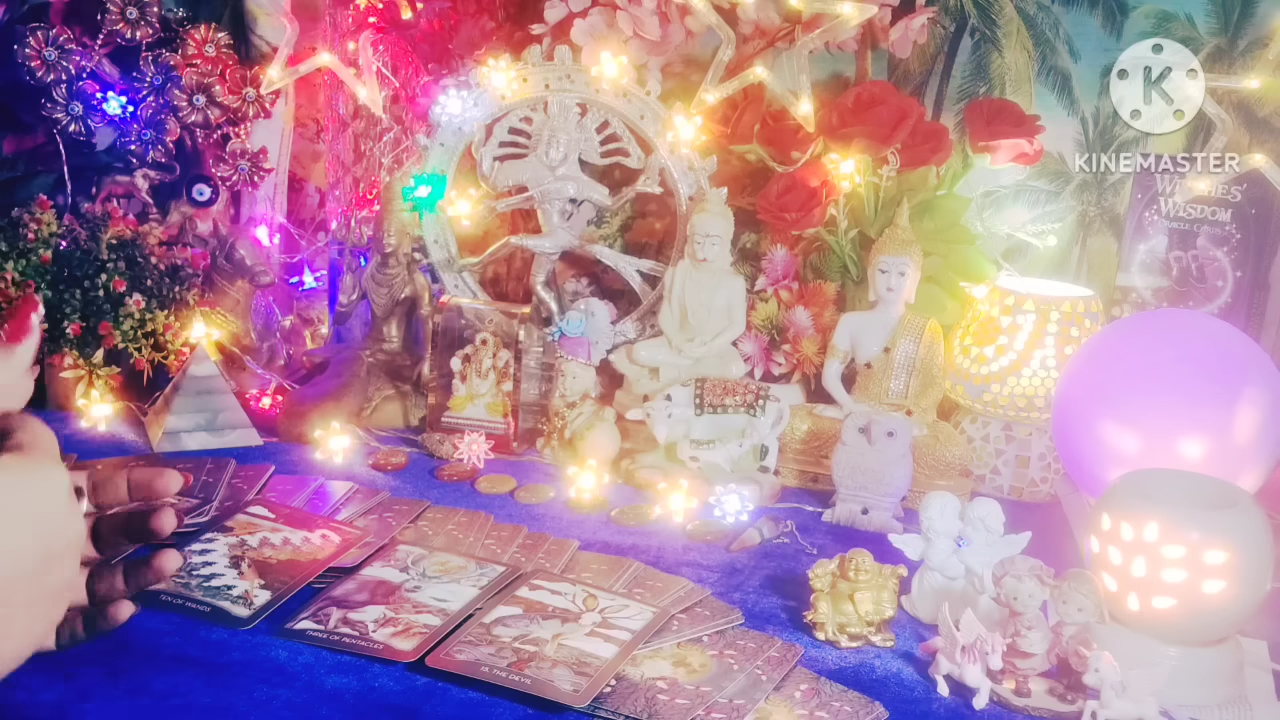 K
KINEMASTER
WITCHES'
WISDOM
ORACLE CARDS
TEN OF WANDS
THREE OF PENTACLES
15. THE DEVIL